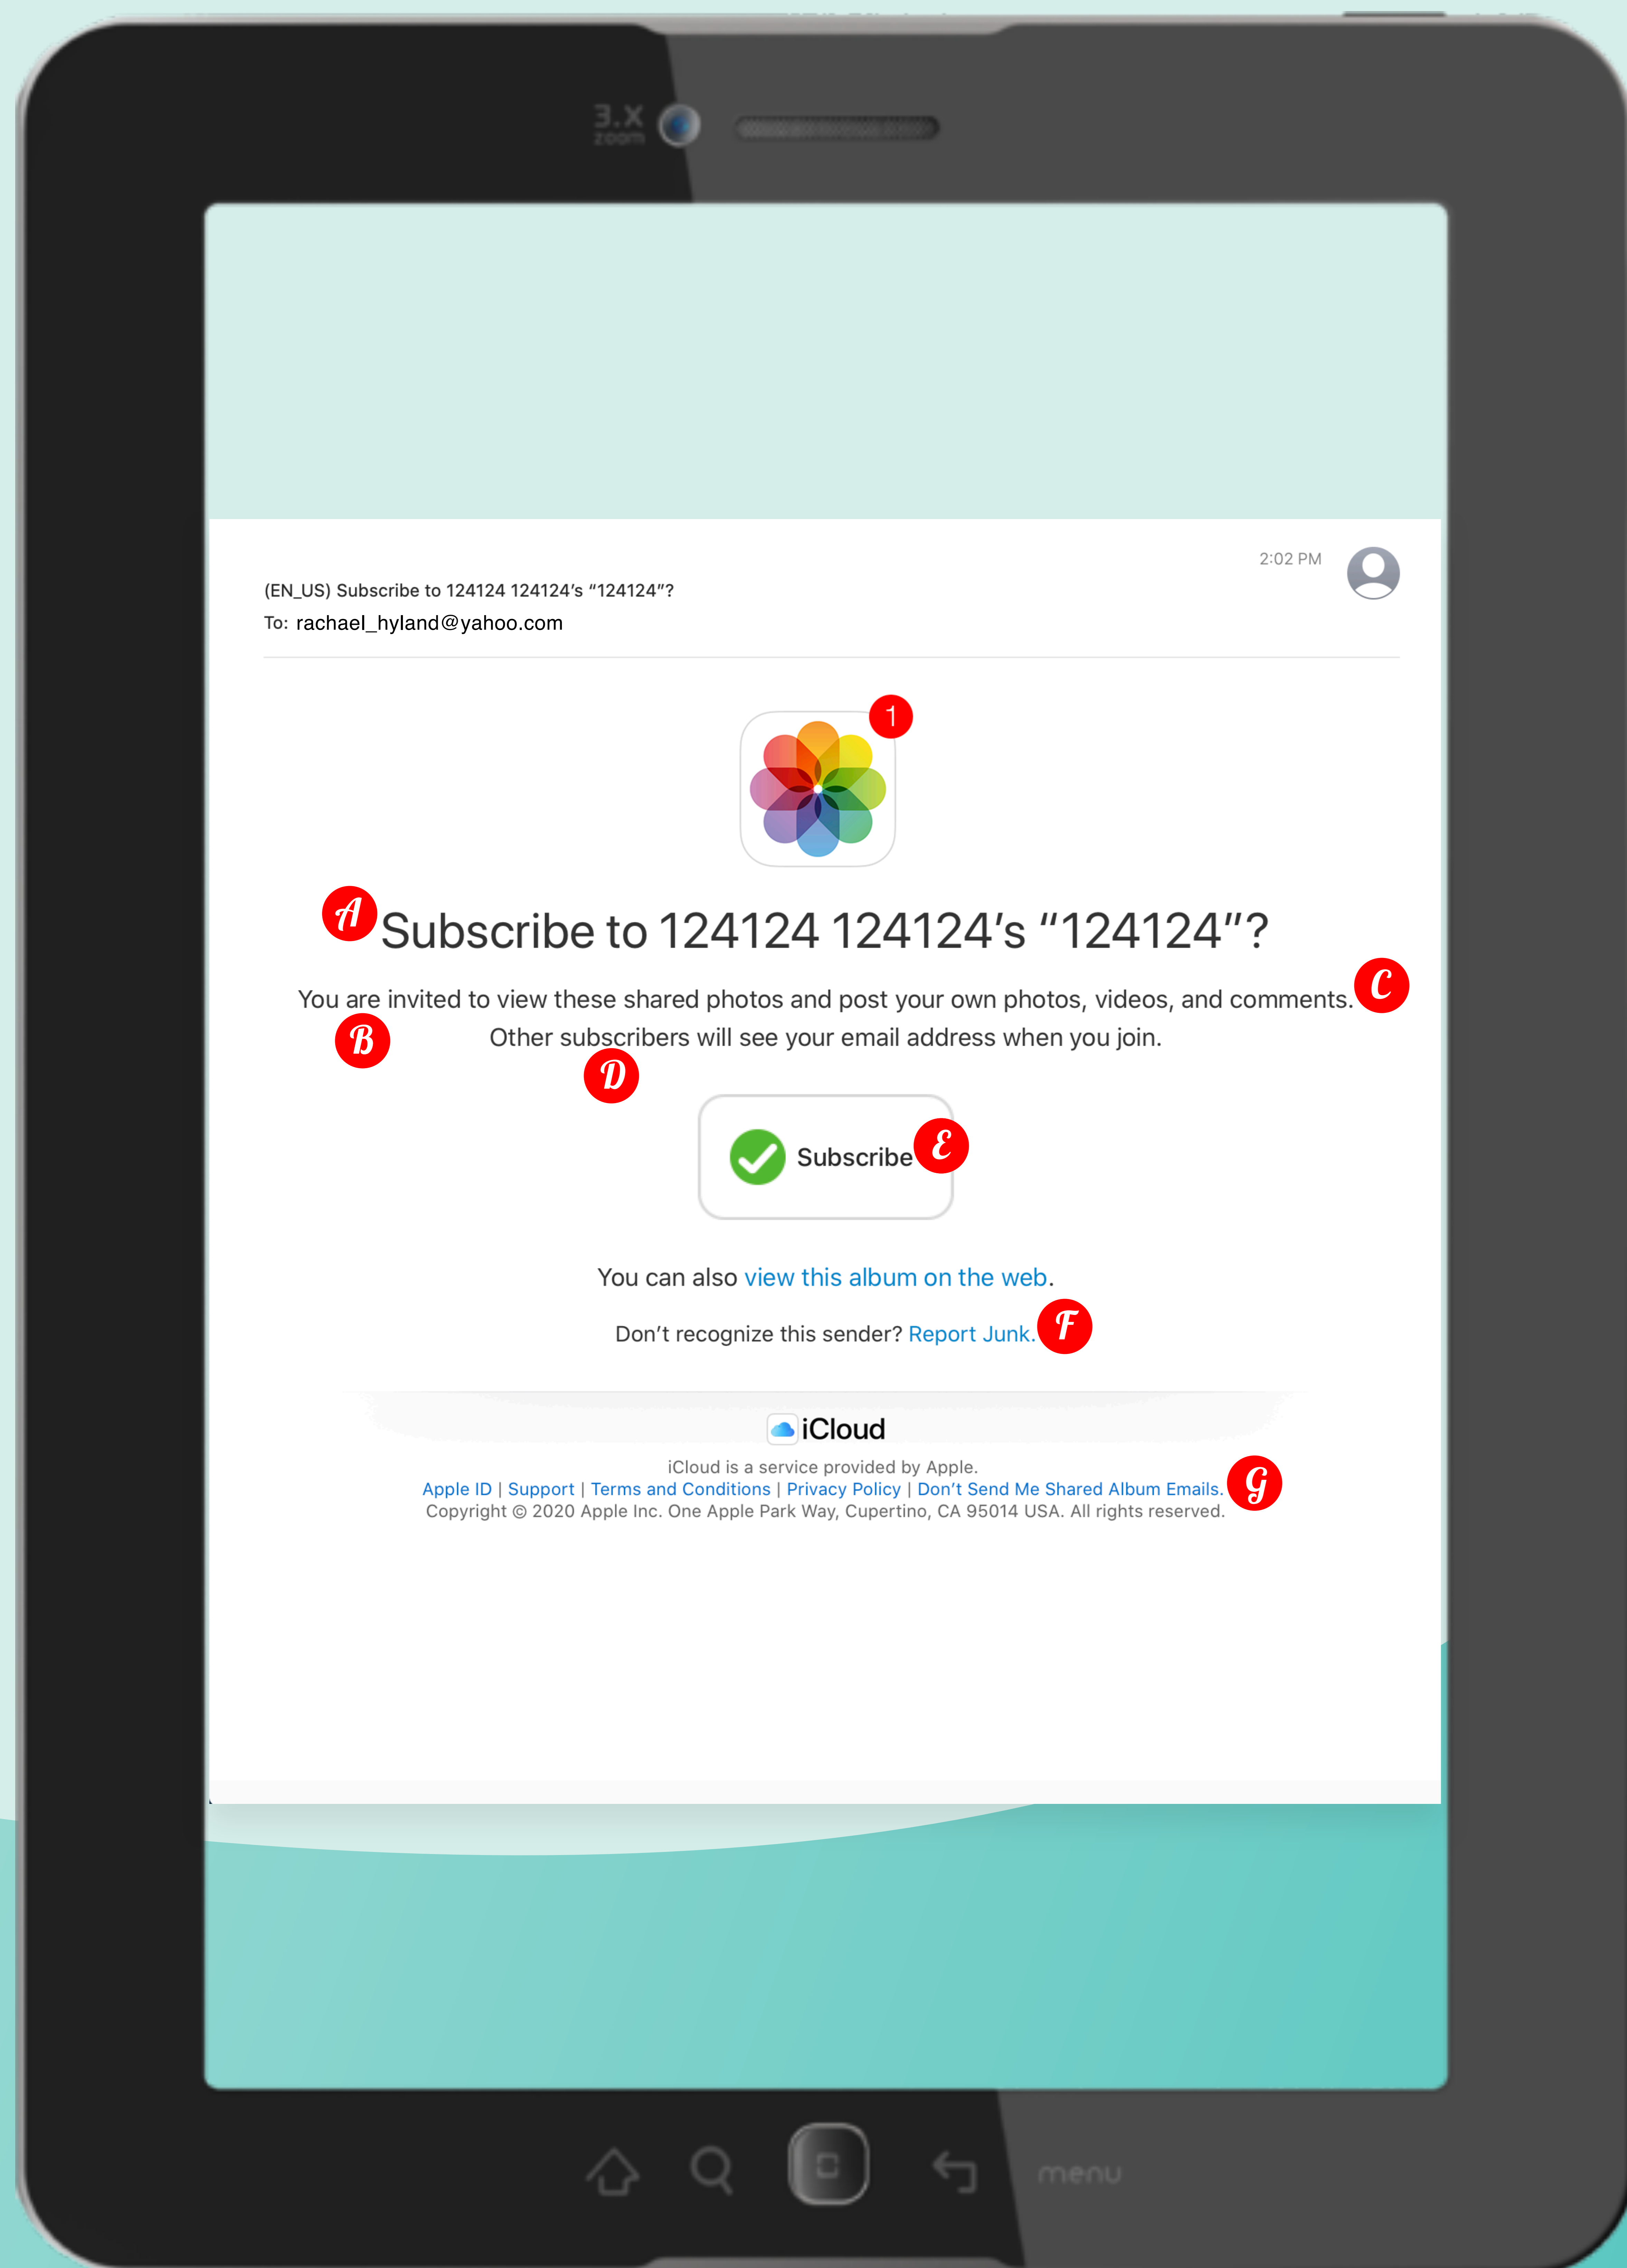 3.X
zoom
2:02 PM
(EN_US) Subscribe to 124124 124124’s “124124”?
To: rachael_hyland@yahoo.com
1
A
Subscribe to 124124 124124’s “124124”?
You are invited to view these shared photos and post your own photos, videos, and comments.
C
B
Other subscribers will see your email address when you join.
D
Subscribe
E
You can also view this album on the web.
Don’t recognize this sender? Report Junk.
F
iCloud
iCloud is a service provided by Apple.
Apple ID | Support | Terms and Conditions | Privacy Policy | Don’t Send Me Shared Album Emails.
G
Copyright © 2020 Apple Inc. One Apple Park Way, Cupertino, CA 95014 USA. All rights reserved.
menu